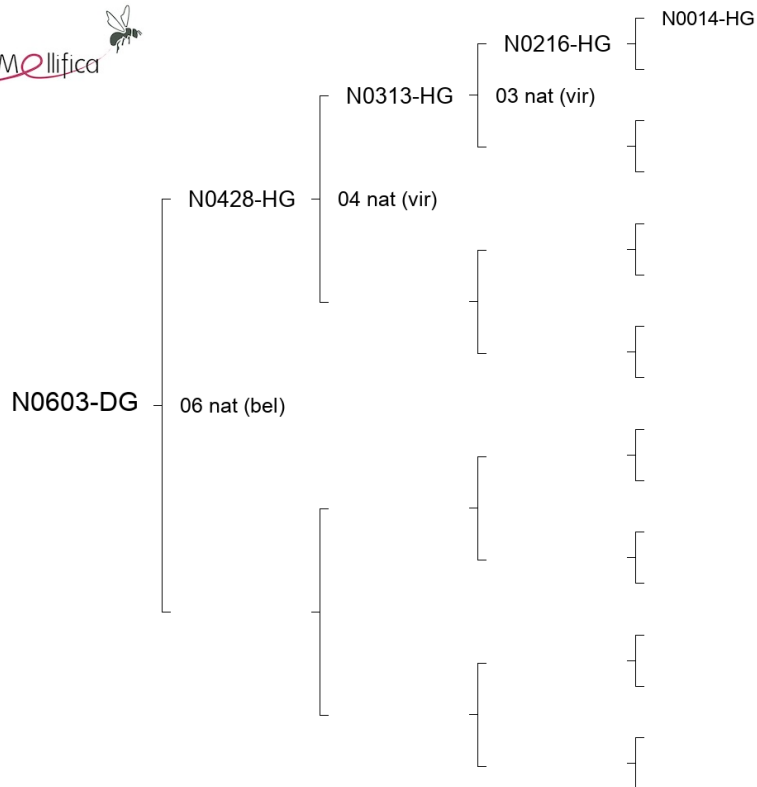 Mellifica
N0014-HG
N0216-HG
N0313-HG
03 nat (vir)
N0428-HG
04 nat (vir)
N0603-DG
06 nat (bel)